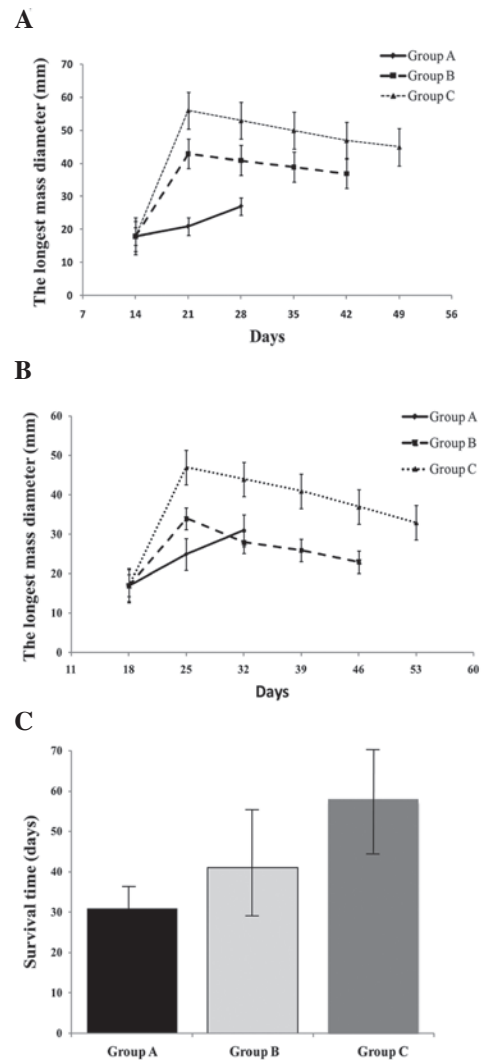 A
Group A
Group B
Group C
The longest mass diameter (mm)
70
60
50
40
30
20
10
0
7 14 21 28 35 42 49 56
Days
B
Group A
Group B
Group C
The longest mass diameter (mm)
60
50
40
30
20
10
0
11 18 25 32 39 46 53 60
Days
C
Survival time (days)
70
60
50
40
30
20
10
0
Group A Group B Group C